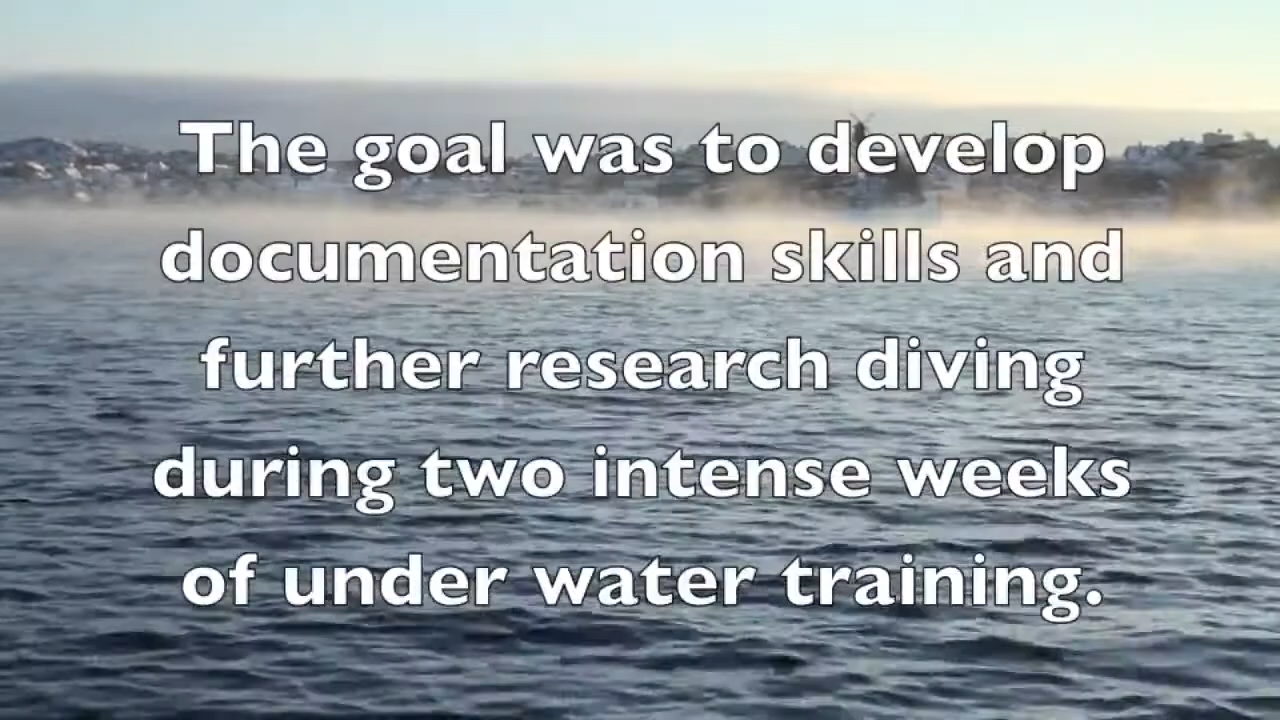 The goal was to develop
documentation skills and
further research diving
during two intense weeks
of under water training.